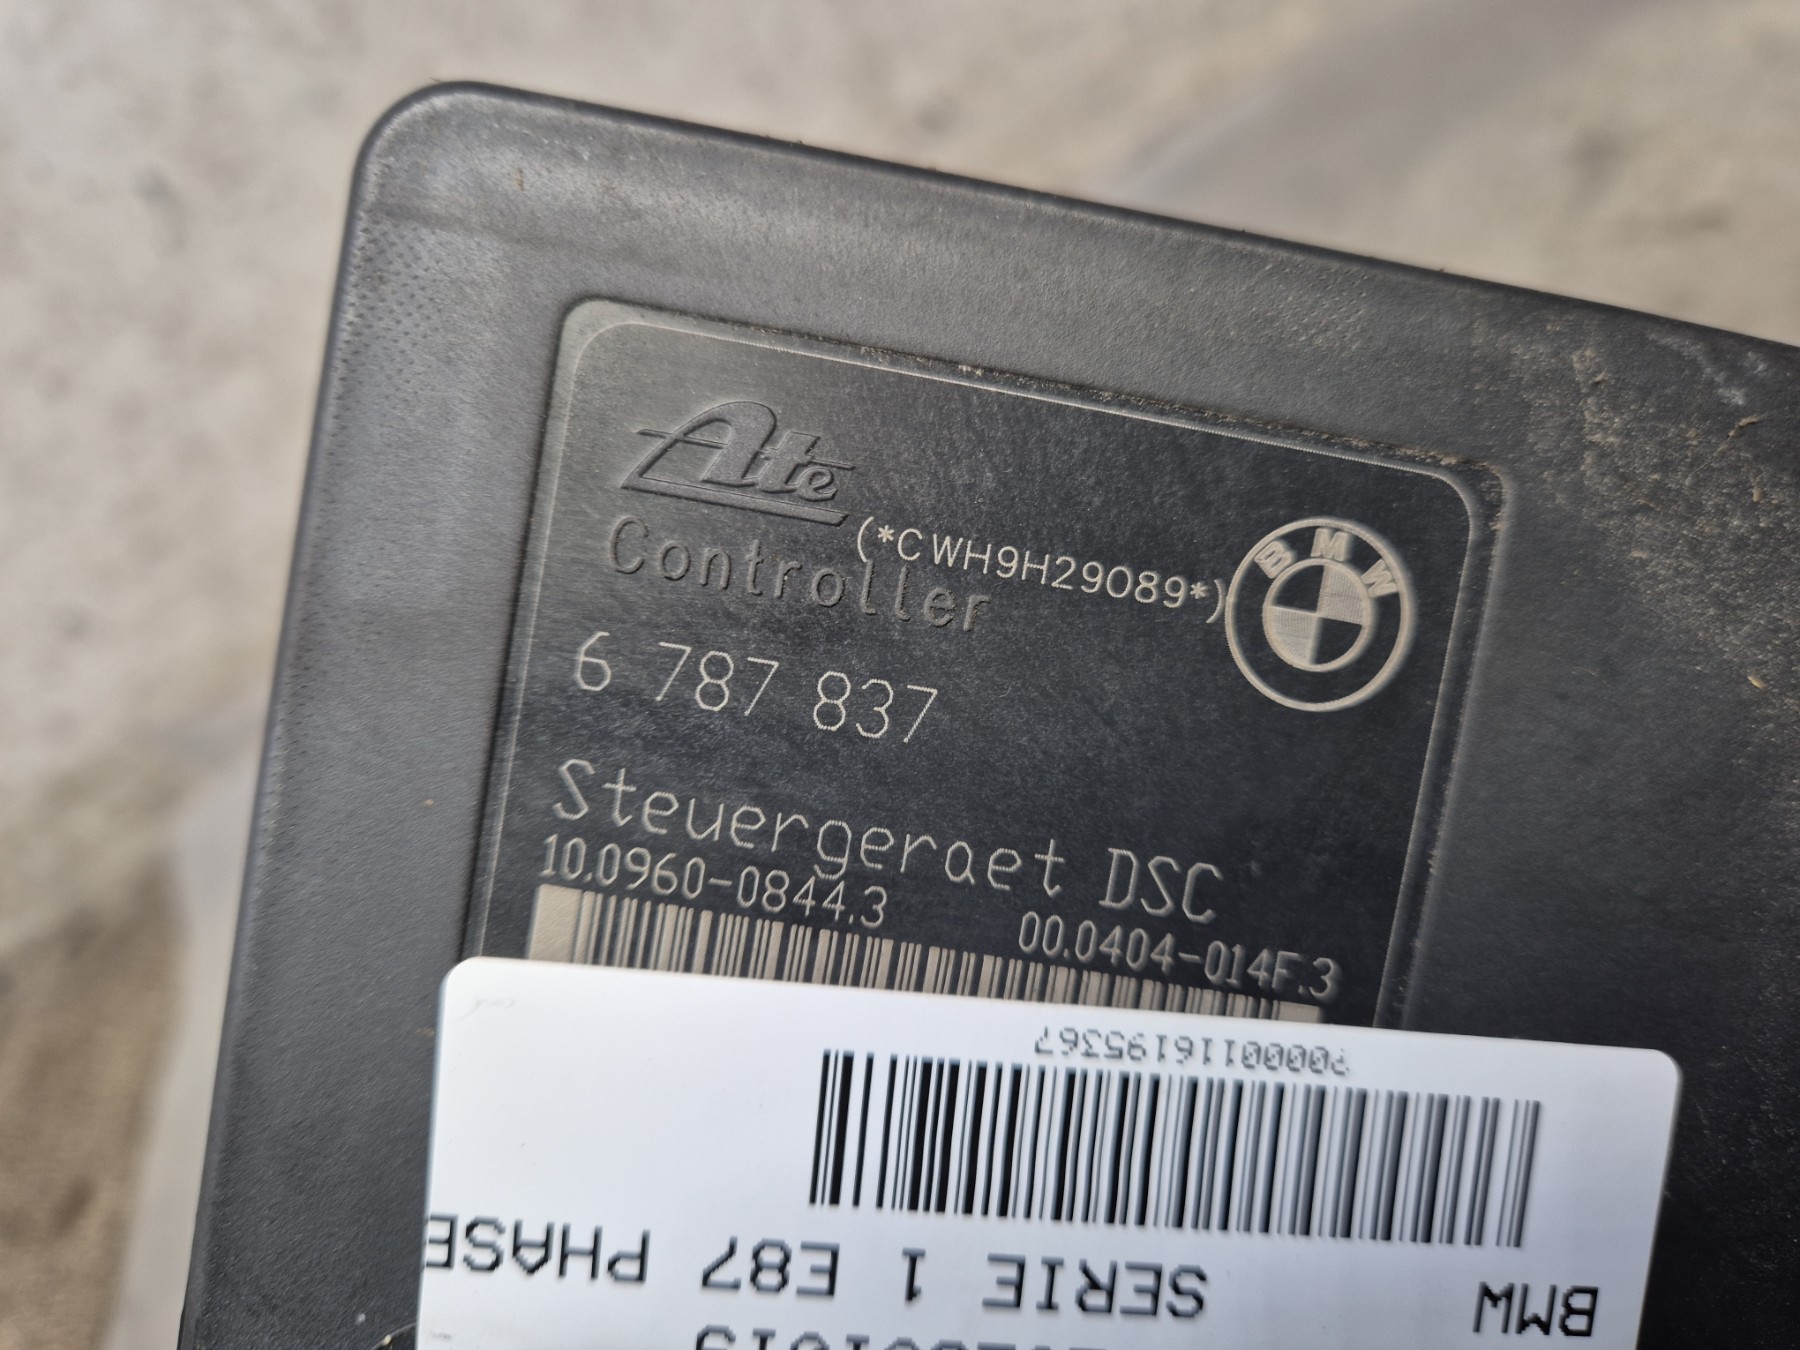 Ate
Controller
(*CWH9H29089*)
BMW
6 787 837
Steuergeraet DSC
10.0960-0844.3
00.0404-014F.3
BMW SERIE 1 E87 PHASE